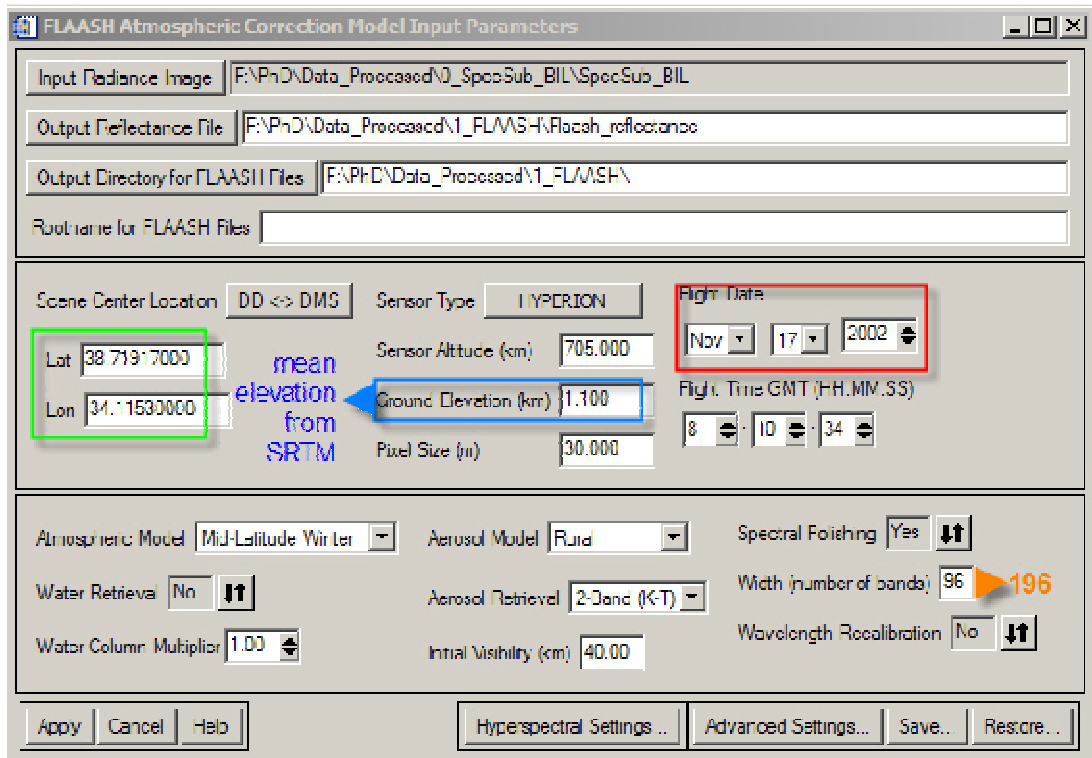 FLAASH Atmospheric Correction Model Input Parameters
Input Radiance Image F:\PhD\Data_Processed\0_SpecSub_BIL\SpecSub_BIL
Output Reflectance File F:\PhD\Data_Processed\1_FLAASH\Flaash_reflectance
Output Directory for FLAASH Files F:\PhD\Data_Processed\1_FLAASH\
Rootname for FLAASH Files
Scene Center Location DD <-> DMS Sensor Type HYPERION Flight Date
Lat 38.71917000 mean elevation from SRTM Sensor Altitude (km) 705.000 Nov 17 2002
Lon 34.11530000 Ground Elevation (km) 1.100 Flight Time GMT (HH:MM:SS)
Pixel Size (m) 30.000 8 : 10 : 34
Atmospheric Model Mid-Latitude Winter Aerosol Model Rural Spectral Polishing Yes
Water Retrieval No Aerosol Retrieval 2-Band (K-T) Width (number of bands) 96 196
Water Column Multiplier 1.00 Initial Visibility (km) 40.00 Wavelength Recalibration No
Apply Cancel Help Hyperspectral Settings... Advanced Settings... Save... Restore...